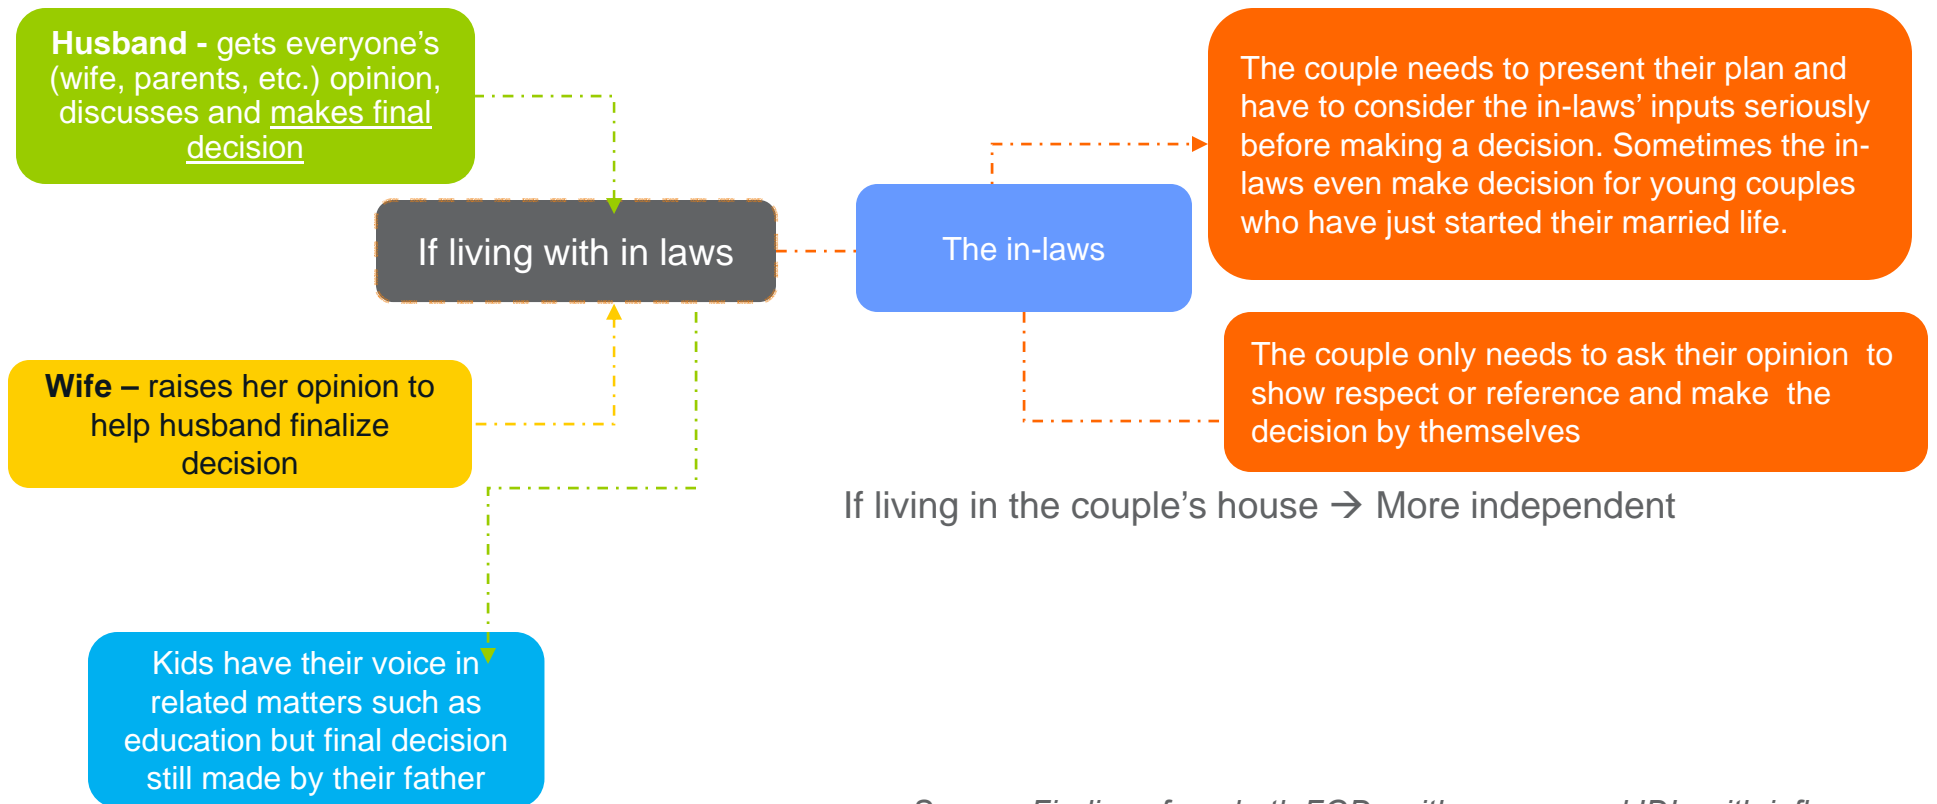 Husband - gets everyone's
(wife, parents, etc.) opinion,
discusses and makes final
decision
The couple needs to present their plan and
have to consider the in-laws' inputs seriously
before making a decision. Sometimes the in-
laws even make decision for young couples
who have just started their married life.
If living with in laws
The in-laws
Wife – raises her opinion to
help husband finalize
decision
The couple only needs to ask their opinion  to
show respect or reference and make  the
decision by themselves
If living in the couple's house → More independent
Kids have their voice in
related matters such as
education but final decision
still made by their father